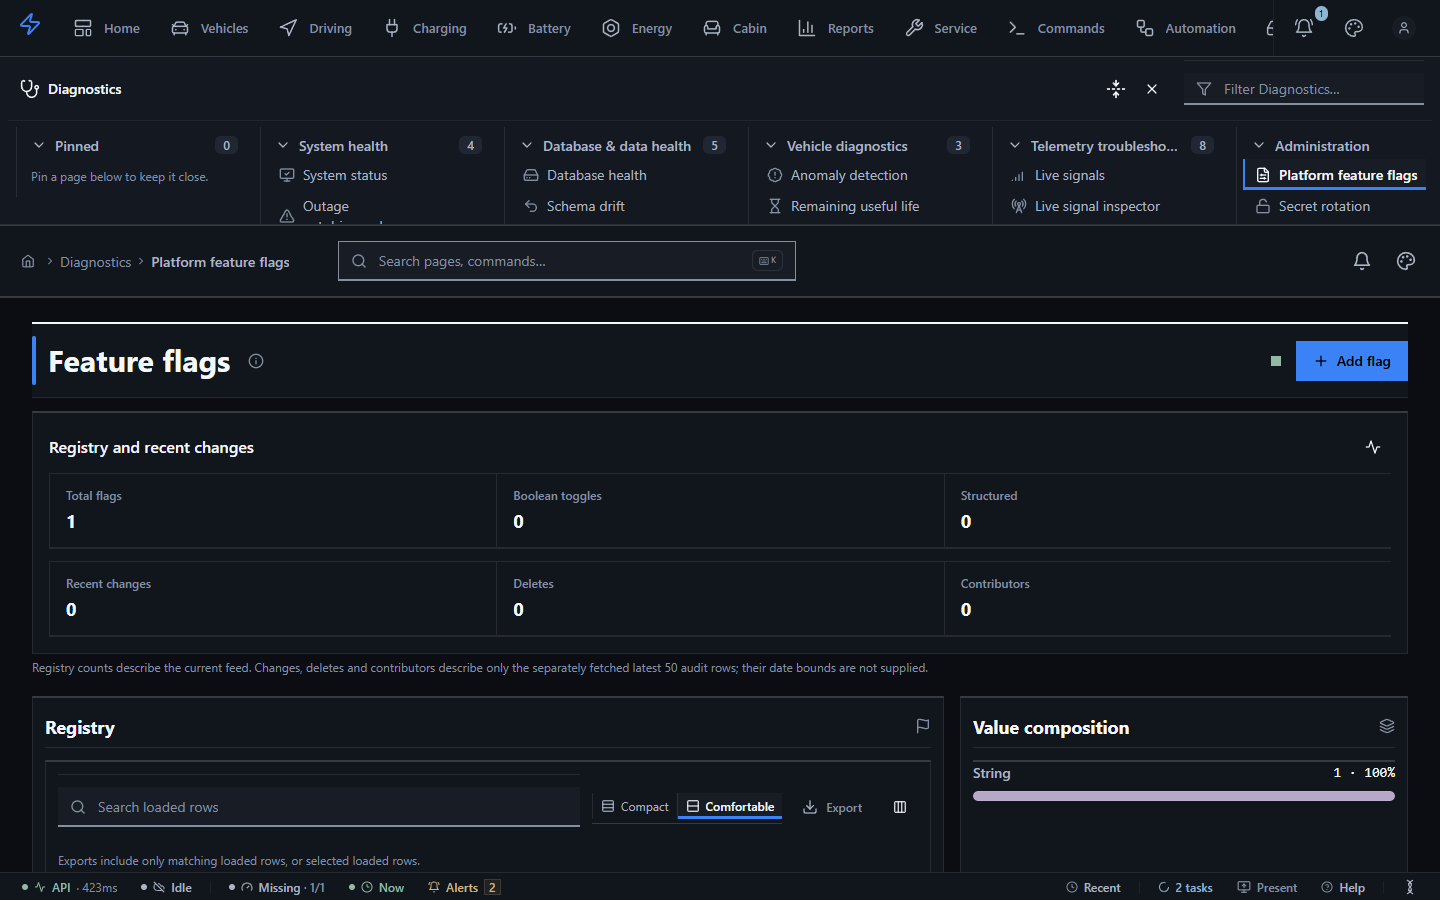 Home
Vehicles
Driving
Charging
Battery
Energy
Cabin
Reports
Service
Commands
Automation
1
Diagnostics
Filter Diagnostics...
Pinned 0
Pin a page below to keep it close.
System health 4
System status
Outage
Database & data health 5
Database health
Schema drift
Vehicle diagnostics 3
Anomaly detection
Remaining useful life
Telemetry troublesho... 8
Live signals
Live signal inspector
Administration
Platform feature flags
Secret rotation
Diagnostics
Platform feature flags
Search pages, commands...
K
Feature flags
Add flag
Registry and recent changes
Total flags
1
Boolean toggles
0
Structured
0
Recent changes
0
Deletes
0
Contributors
0
Registry counts describe the current feed. Changes, deletes and contributors describe only the separately fetched latest 50 audit rows; their date bounds are not supplied.
Registry
Search loaded rows
Compact
Comfortable
Export
Exports include only matching loaded rows, or selected loaded rows.
Value composition
String 1 · 100%
API · 423ms
Idle
Missing · 1/1
Now
Alerts 2
Recent
2 tasks
Present
Help